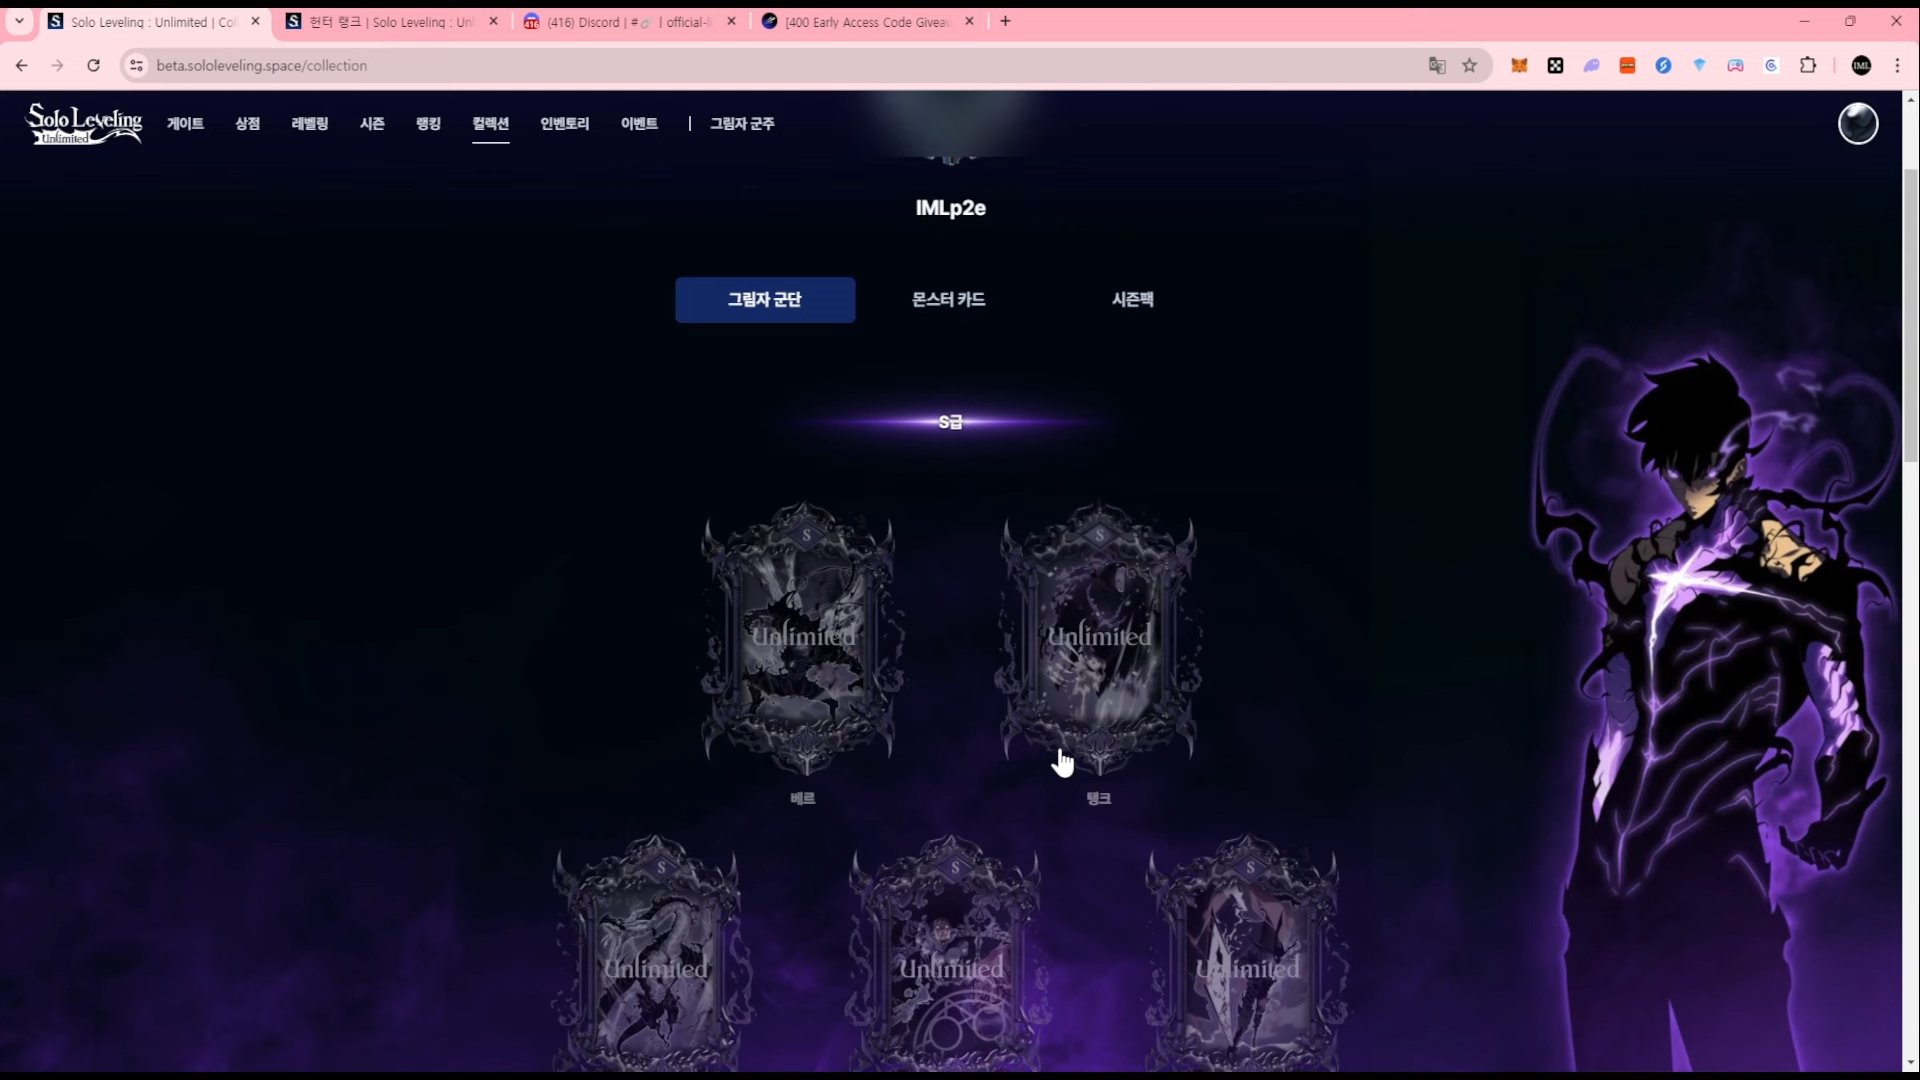 Solo Leveling : Unlimited | Col
헌터 랭크 | Solo Leveling : Un
(416) Discord | #🔗 | official-l
[400 Early Access Code Giveaw
beta.sololeveling.space/collection
Solo Leveling
Unlimited
게이트 상점 레벨링 시즌 랭킹 컬렉션 인벤토리 이벤트 | 그림자 군주
IMLp2e
그림자 군단 몬스터 카드 시즌팩
S급
S S
Unlimited Unlimited
베르 탱크
S S S
Unlimited Unlimited Unlimited